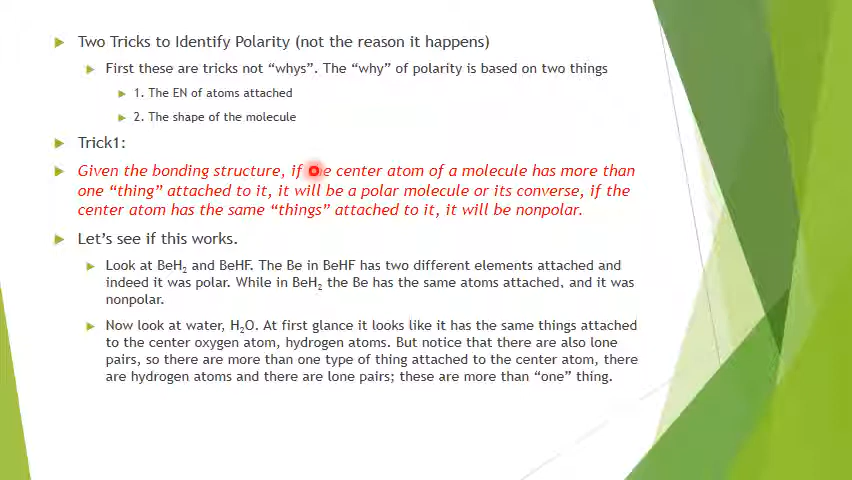 Two Tricks to Identify Polarity (not the reason it happens)
First these are tricks not “whys”. The “why” of polarity is based on two things
1. The EN of atoms attached
2. The shape of the molecule
Trick1:
Given the bonding structure, if the center atom of a molecule has more than
one “thing” attached to it, it will be a polar molecule or its converse, if the
center atom has the same “things” attached to it, it will be nonpolar.
Let’s see if this works.
Look at BeH₂ and BeHF. The Be in BeHF has two different elements attached and
indeed it was polar. While in BeH₂ the Be has the same atoms attached, and it was
nonpolar.
Now look at water, H₂O. At first glance it looks like it has the same things attached
to the center oxygen atom, hydrogen atoms. But notice that there are also lone
pairs, so there are more than one type of thing attached to the center atom, there
are hydrogen atoms and there are lone pairs; these are more than “one” thing.